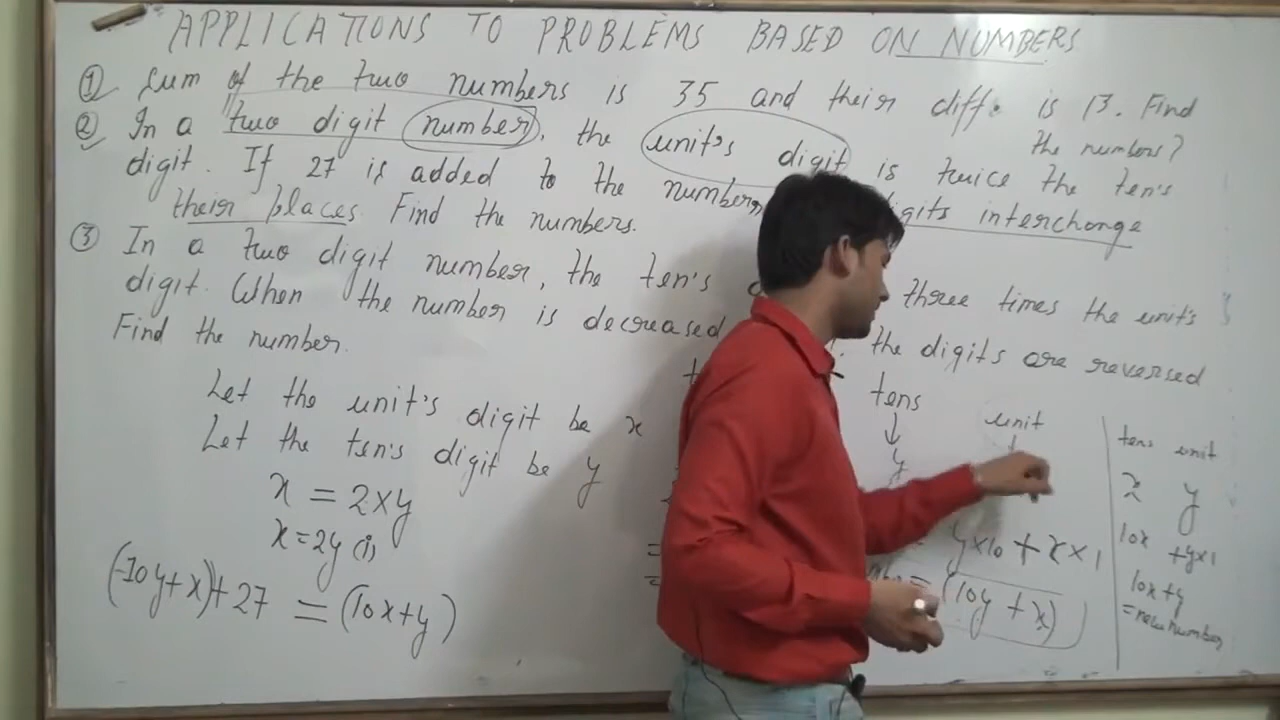 APPLICATIONS TO PROBLEMS BASED ON NUMBERS
① Sum of the two numbers is 35 and their diffe is 13. Find
the numbers?
② In a two digit number, the unit's digit is twice the ten's
digit. If 27 is added to the number, digits interchange
their places. Find the numbers.
③ In a two digit number, the ten's three times the unit's
digit. When the number is decreased the digits are reversed
Find the number.
Let the unit's digit be x
Let the ten's digit be y
x = 2×y
x = 2y (i)
(10y+x)+27 = (10x+y)
tens unit
y
= y×10 + x×1
= (10y + x)
tens unit
x y
10x +y×1
10x+y
=new number